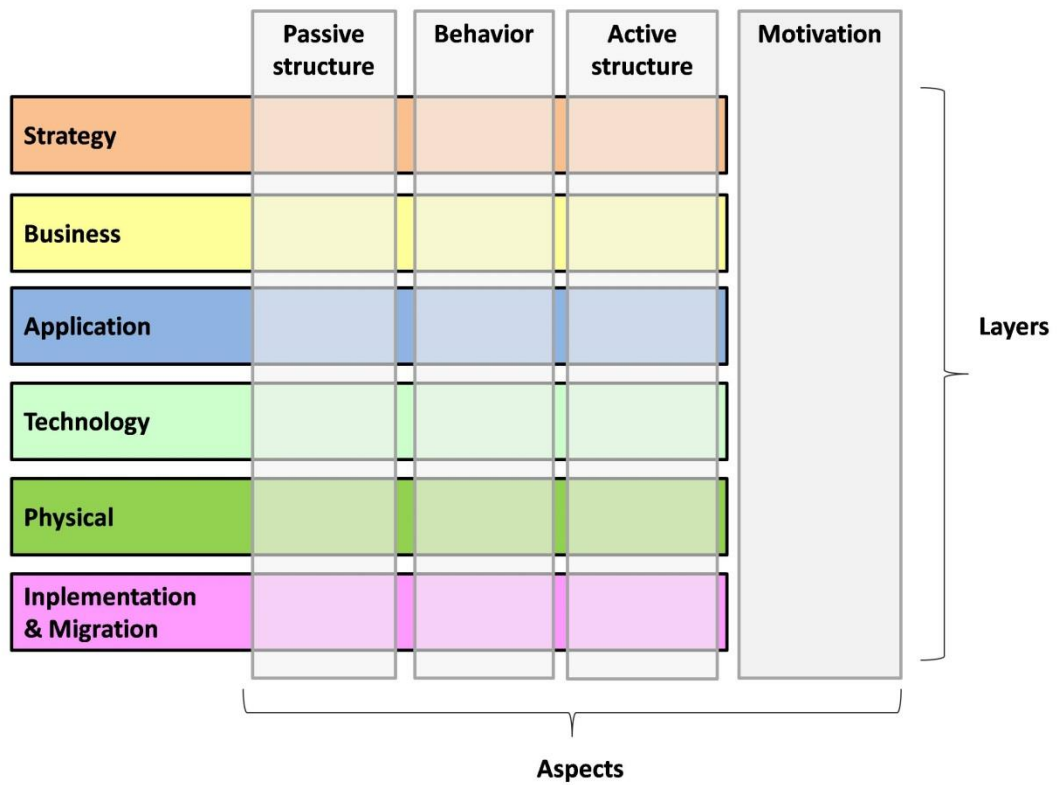 Passive
structure
Behavior
Active
structure
Motivation
Strategy
Business
Application
Technology
Physical
Inplementation
& Migration
Layers
Aspects